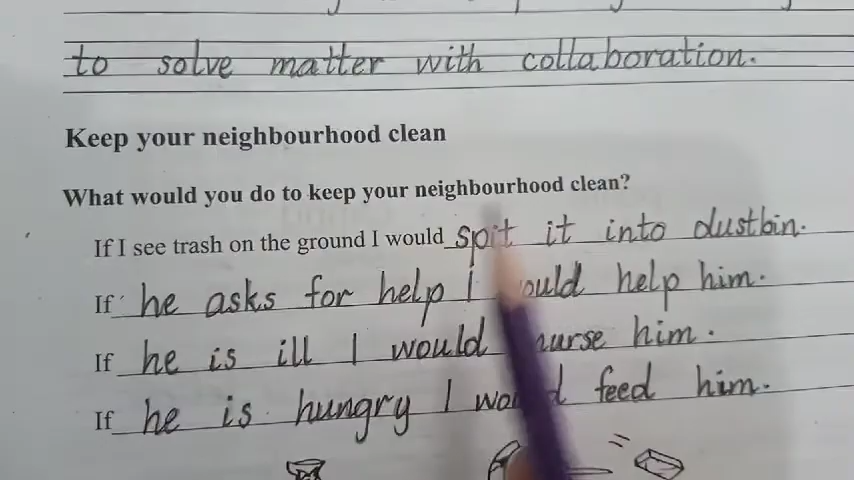 to solve matter with collaboration.
Keep your neighbourhood clean
What would you do to keep your neighbourhood clean?
If I see trash on the ground I would spit it into dustbin.
If he asks for help I ould help him.
If he is ill I would nurse him.
If he is hungry I would feed him.